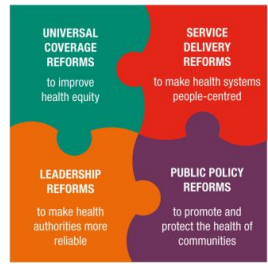 UNIVERSAL
COVERAGE
REFORMS
to improve
health equity
SERVICE
DELIVERY
REFORMS
to make health systems
people-centred
LEADERSHIP
REFORMS
to make health
authorities more
reliable
PUBLIC POLICY
REFORMS
to promote and
protect the health of
communities